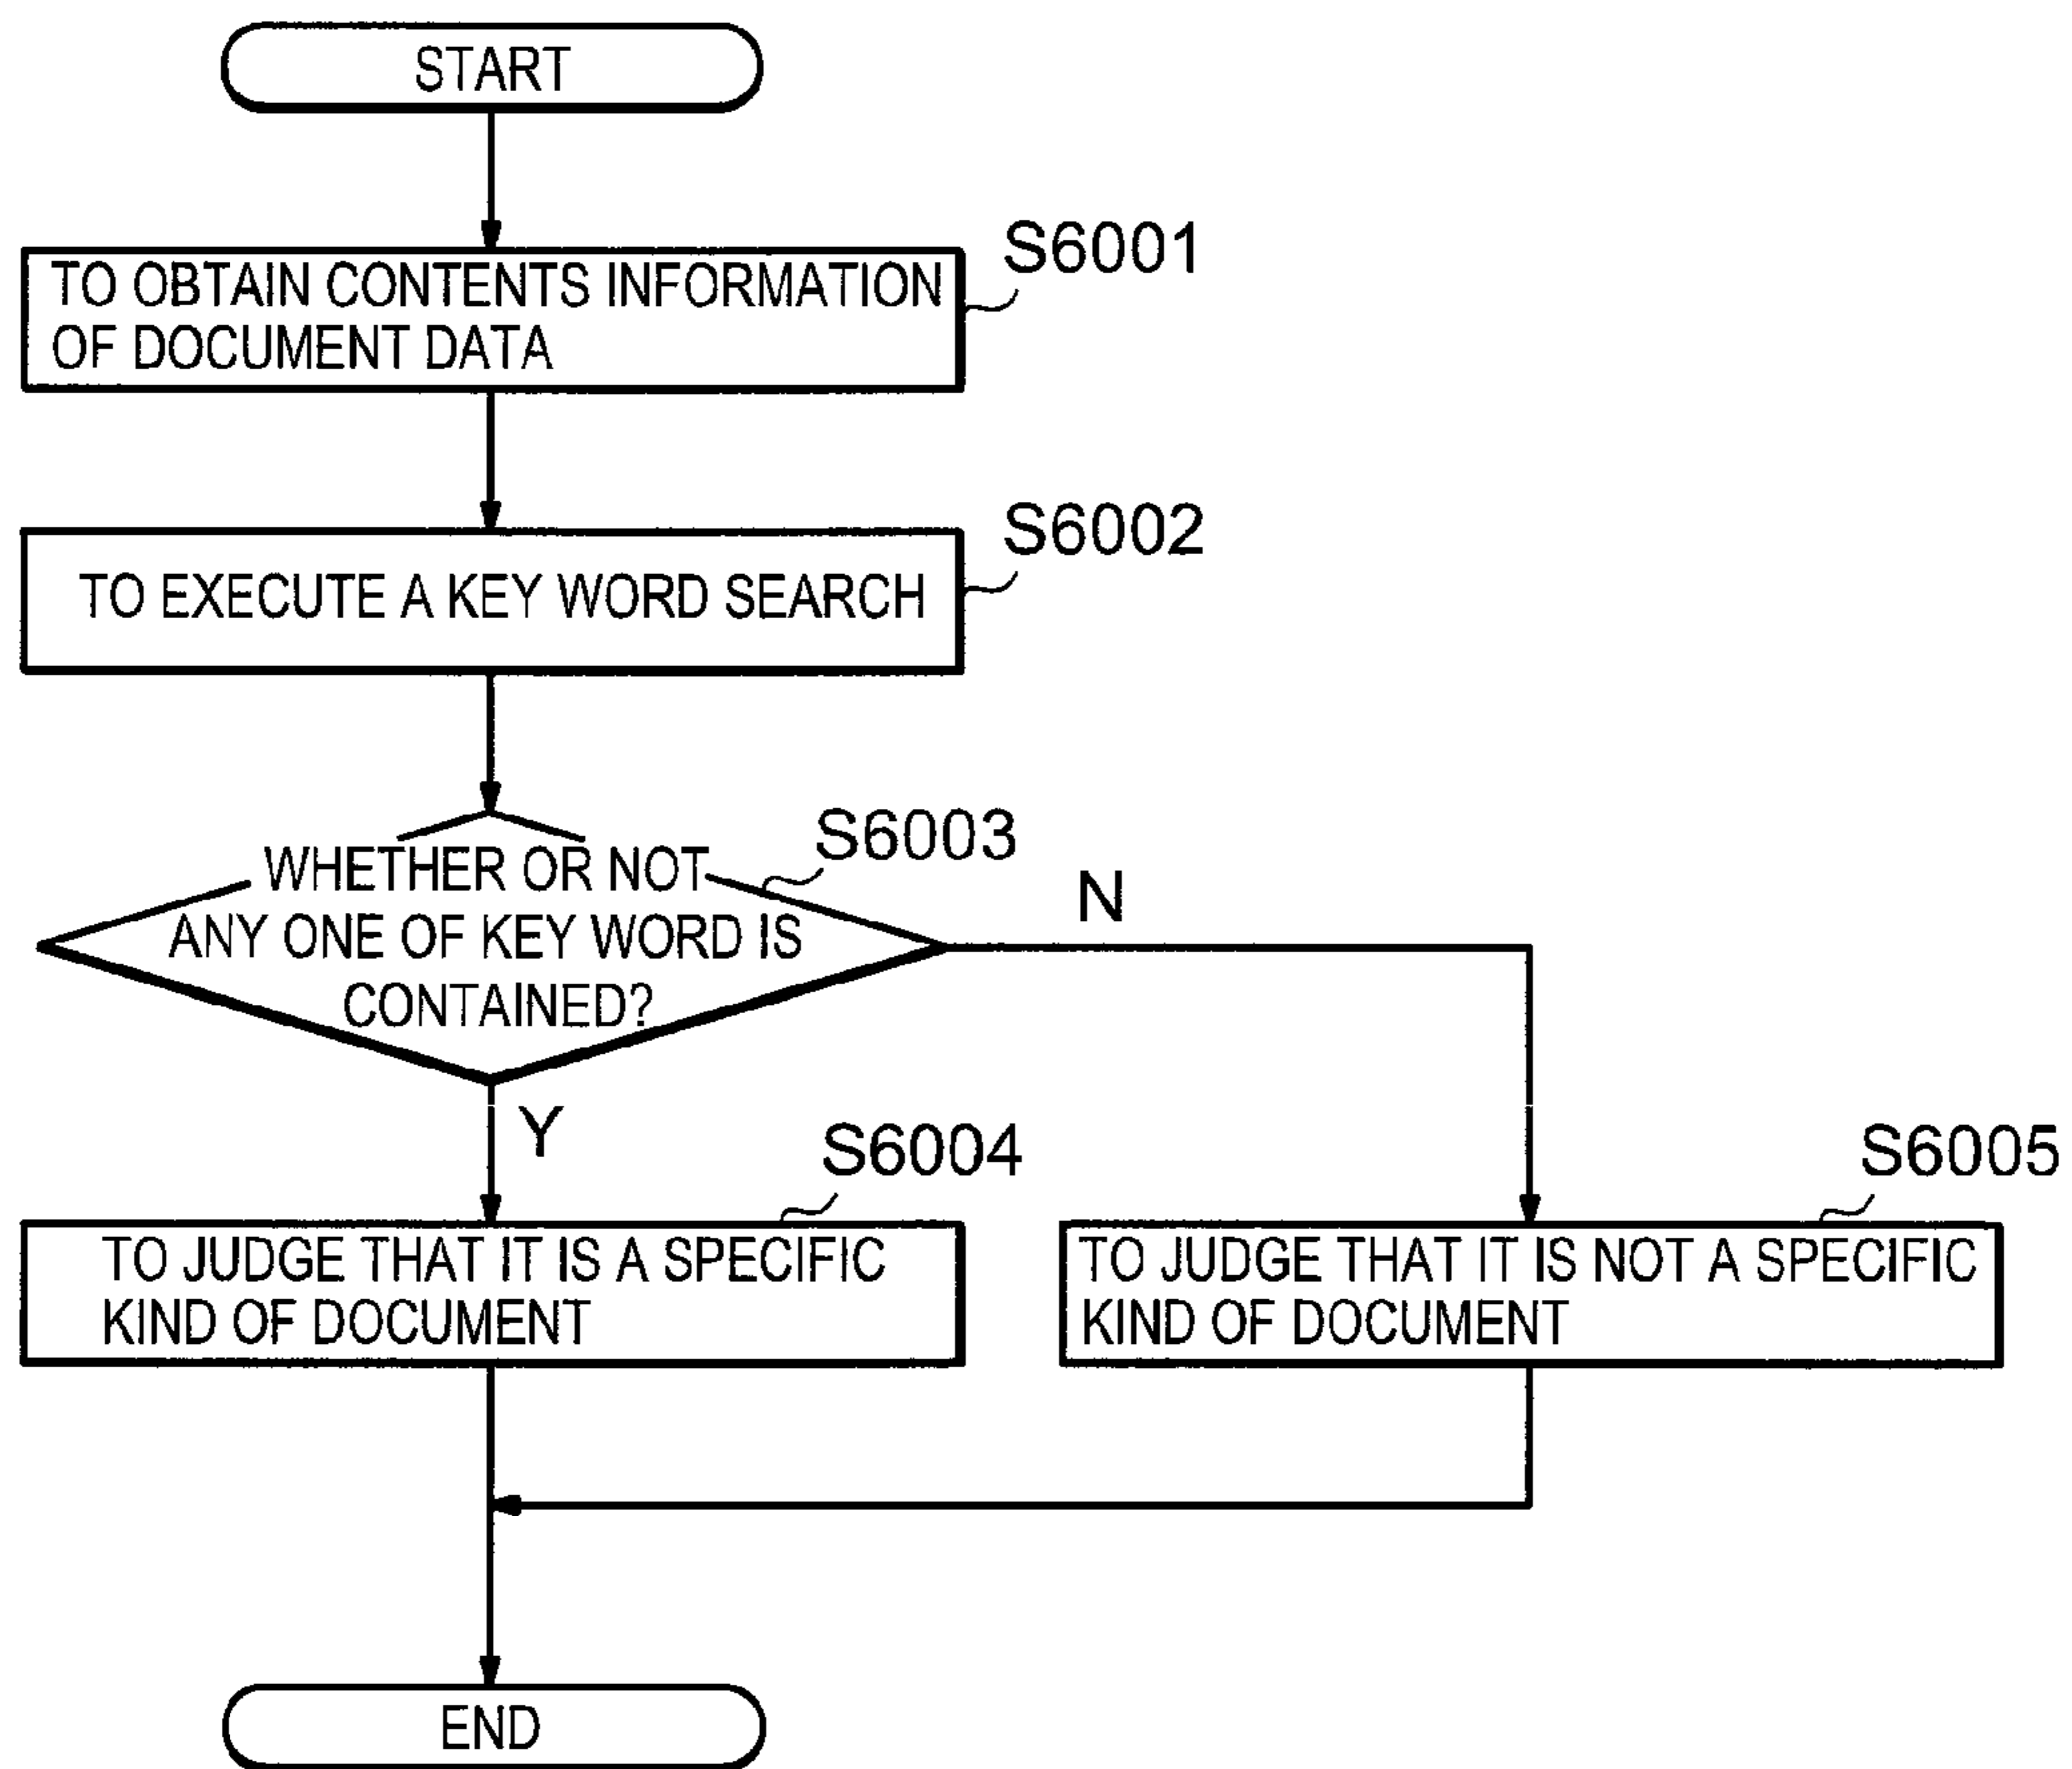 START
S6001
TO OBTAIN CONTENTS INFORMATION
OF DOCUMENT DATA
S6002
TO EXECUTE A KEY WORD SEARCH
S6003
WHETHER OR NOT
ANY ONE OF KEY WORD IS
CONTAINED?
N
Y
S6004
TO JUDGE THAT IT IS A SPECIFIC
KIND OF DOCUMENT
S6005
TO JUDGE THAT IT IS NOT A SPECIFIC
KIND OF DOCUMENT
END